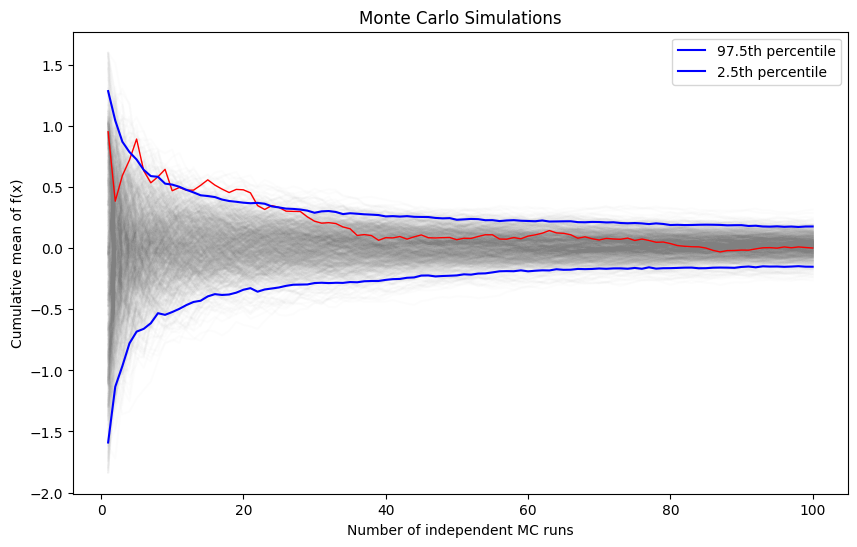 Monte Carlo Simulations
97.5th percentile
2.5th percentile
Cumulative mean of f(x)
1.5
1.0
0.5
0.0
−0.5
−1.0
−1.5
−2.0
0 20 40 60 80 100
Number of independent MC runs